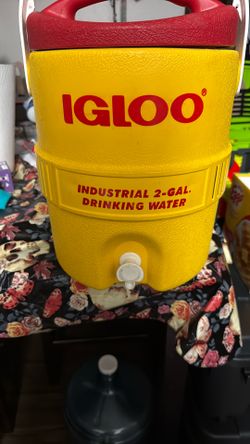 IGLOO®
INDUSTRIAL 2-GAL.
DRINKING WATER